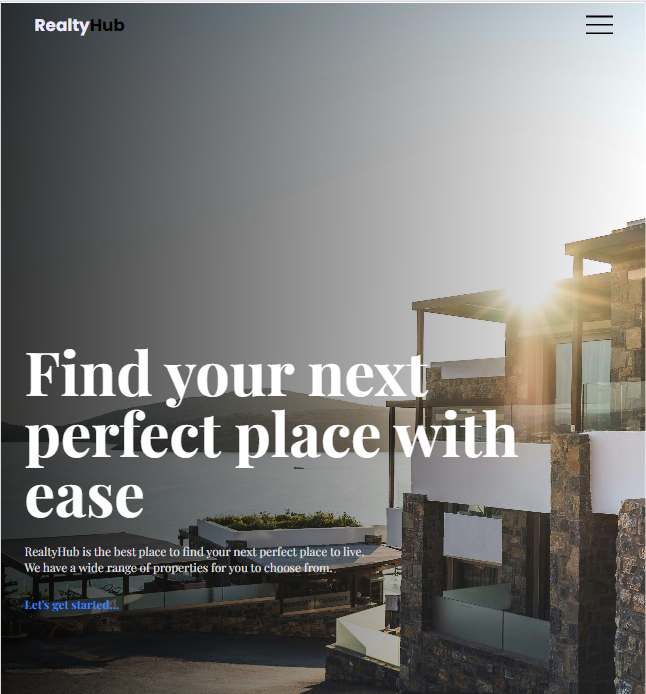 RealtyHub
Find your next
perfect place with
ease
RealtyHub is the best place to find your next perfect place to live.
We have a wide range of properties for you to choose from.
Let's get started...